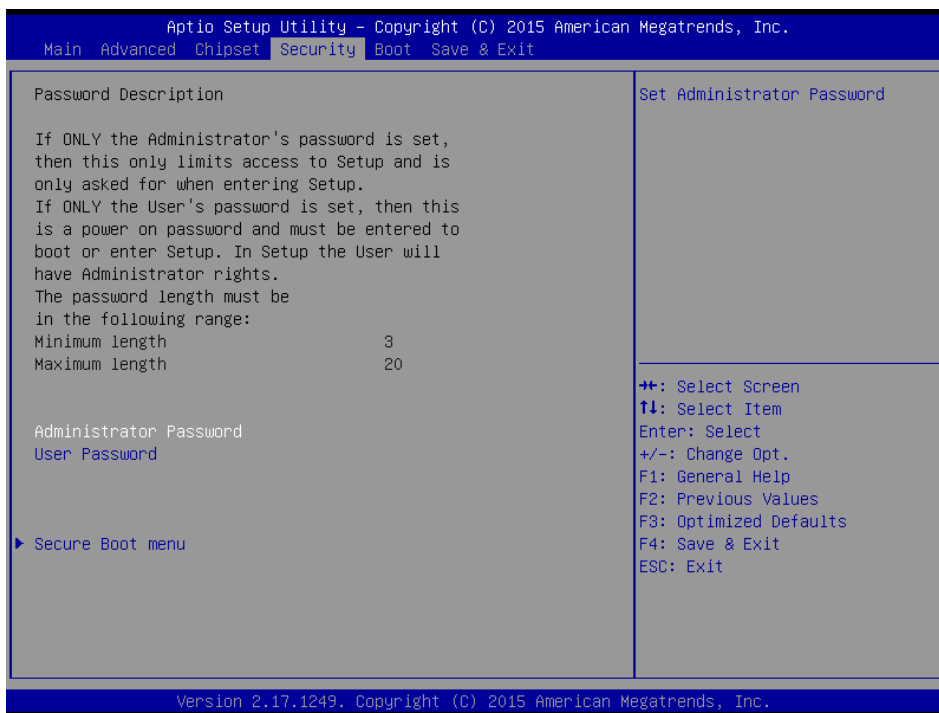 Aptio Setup Utility – Copyright (C) 2015 American Megatrends, Inc.
Main Advanced Chipset Security Boot Save & Exit
Password Description
If ONLY the Administrator's password is set,
then this only limits access to Setup and is
only asked for when entering Setup.
If ONLY the User's password is set, then this
is a power on password and must be entered to
boot or enter Setup. In Setup the User will
have Administrator rights.
The password length must be
in the following range:
Minimum length 3
Maximum length 20
Administrator Password
User Password
Secure Boot menu
Set Administrator Password
→←: Select Screen
↑↓: Select Item
Enter: Select
+/-: Change Opt.
F1: General Help
F2: Previous Values
F3: Optimized Defaults
F4: Save & Exit
ESC: Exit
Version 2.17.1249. Copyright (C) 2015 American Megatrends, Inc.